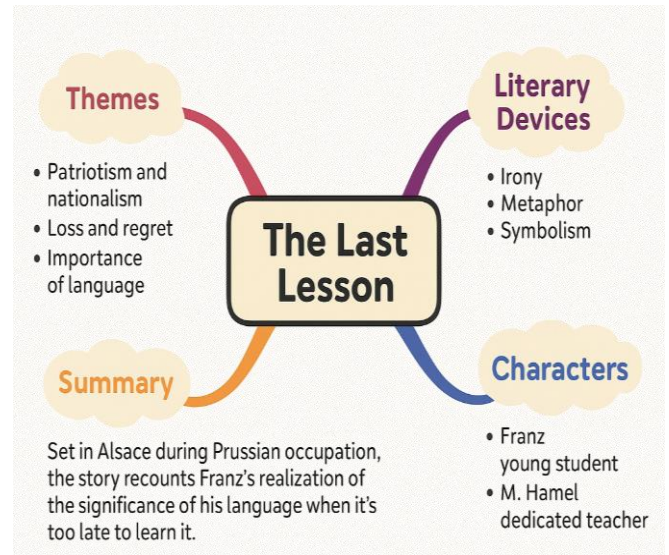 The Last
Lesson
Themes
• Patriotism and
nationalism
• Loss and regret
• Importance
of language
Literary
Devices
• Irony
• Metaphor
• Symbolism
Summary
Set in Alsace during Prussian occupation,
the story recounts Franz's realization of
the significance of his language when it's
too late to learn it.
Characters
• Franz
young student
• M. Hamel
dedicated teacher